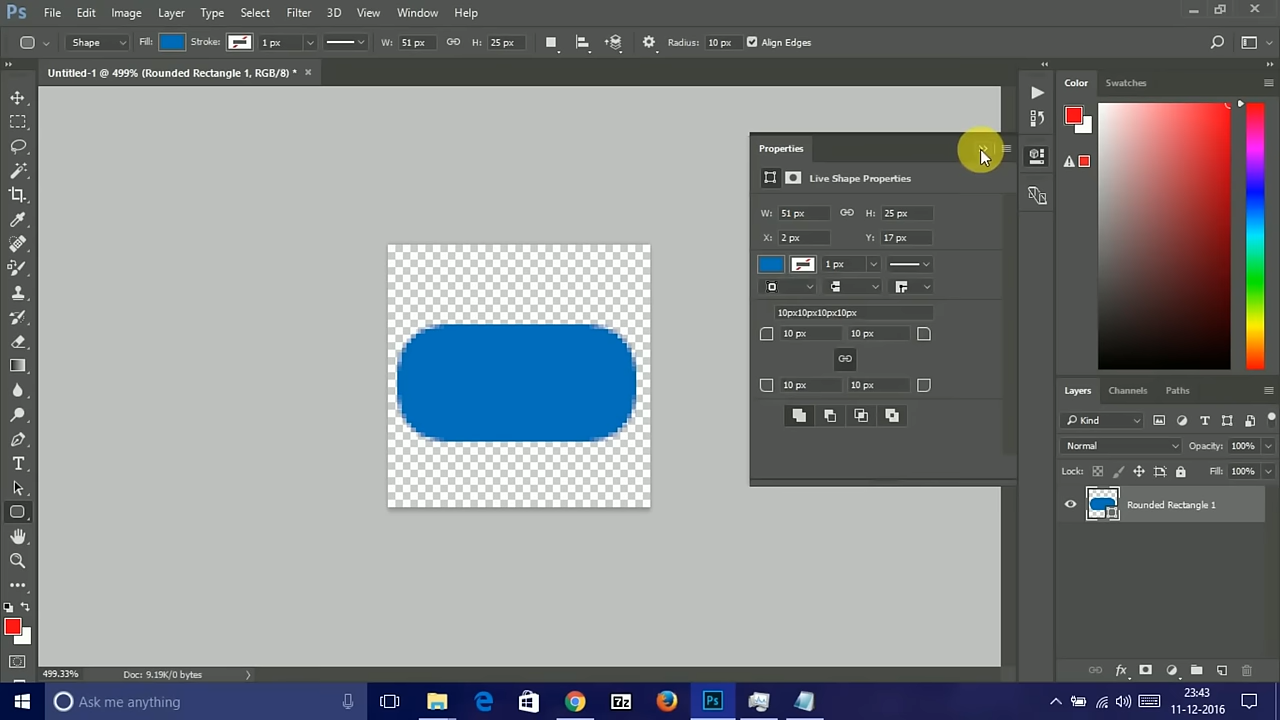 Ps File Edit Image Layer Type Select Filter 3D View Window Help
Shape Fill: Stroke: 1 px W: 51 px H: 25 px Radius: 10 px Align Edges
Untitled-1 @ 499% (Rounded Rectangle 1, RGB/8) * ×
Color Swatches
Properties
Live Shape Properties
W: 51 px H: 25 px
X: 2 px Y: 17 px
1 px
10px10px10px10px
10 px 10 px
10 px 10 px
Layers Channels Paths
Kind
Normal Opacity: 100%
Lock: Fill: 100%
Rounded Rectangle 1
499.33% Doc: 9.19K/0 bytes
Ask me anything
7z
Ps
23:43
11-12-2016